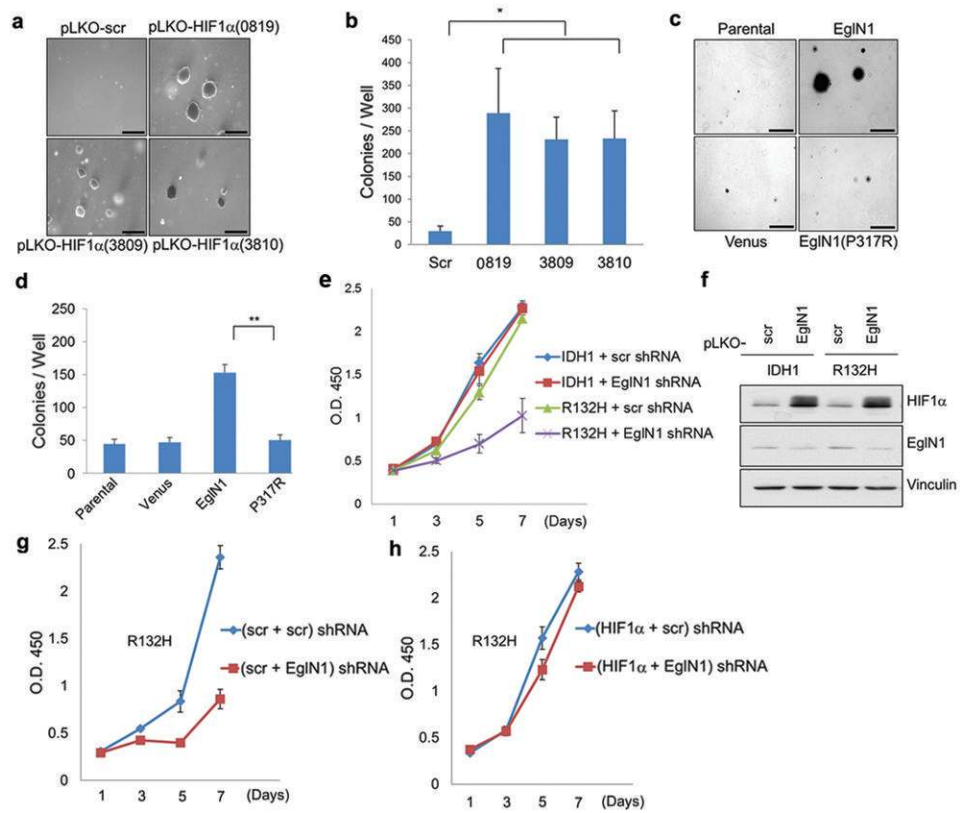 a
pLKO-scr pLKO-HIF1α(0819)
pLKO-HIF1α(3809) pLKO-HIF1α(3810)
b
*
Colonies / Well
450
400
350
300
250
200
150
100
50
0
Scr 0819 3809 3810
c
Parental EglN1
Venus EglN1(P317R)
d
**
Colonies / Well
250
200
150
100
50
0
Parental Venus EglN1 P317R
e
O.D. 450
2.5
2
1.5
1
0.5
0
IDH1 + scr shRNA
IDH1 + EglN1 shRNA
R132H + scr shRNA
R132H + EglN1 shRNA
1 3 5 7 (Days)
f
pLKO- scr EglN1 scr EglN1
IDH1 R132H
HIF1α
EglN1
Vinculin
g
O.D. 450
2.5
2
1.5
1
0.5
0
R132H
(scr + scr) shRNA
(scr + EglN1) shRNA
1 3 5 7 (Days)
h
O.D. 450
2.5
2
1.5
1
0.5
0
R132H
(HIF1α + scr) shRNA
(HIF1α + EglN1) shRNA
1 3 5 7 (Days)